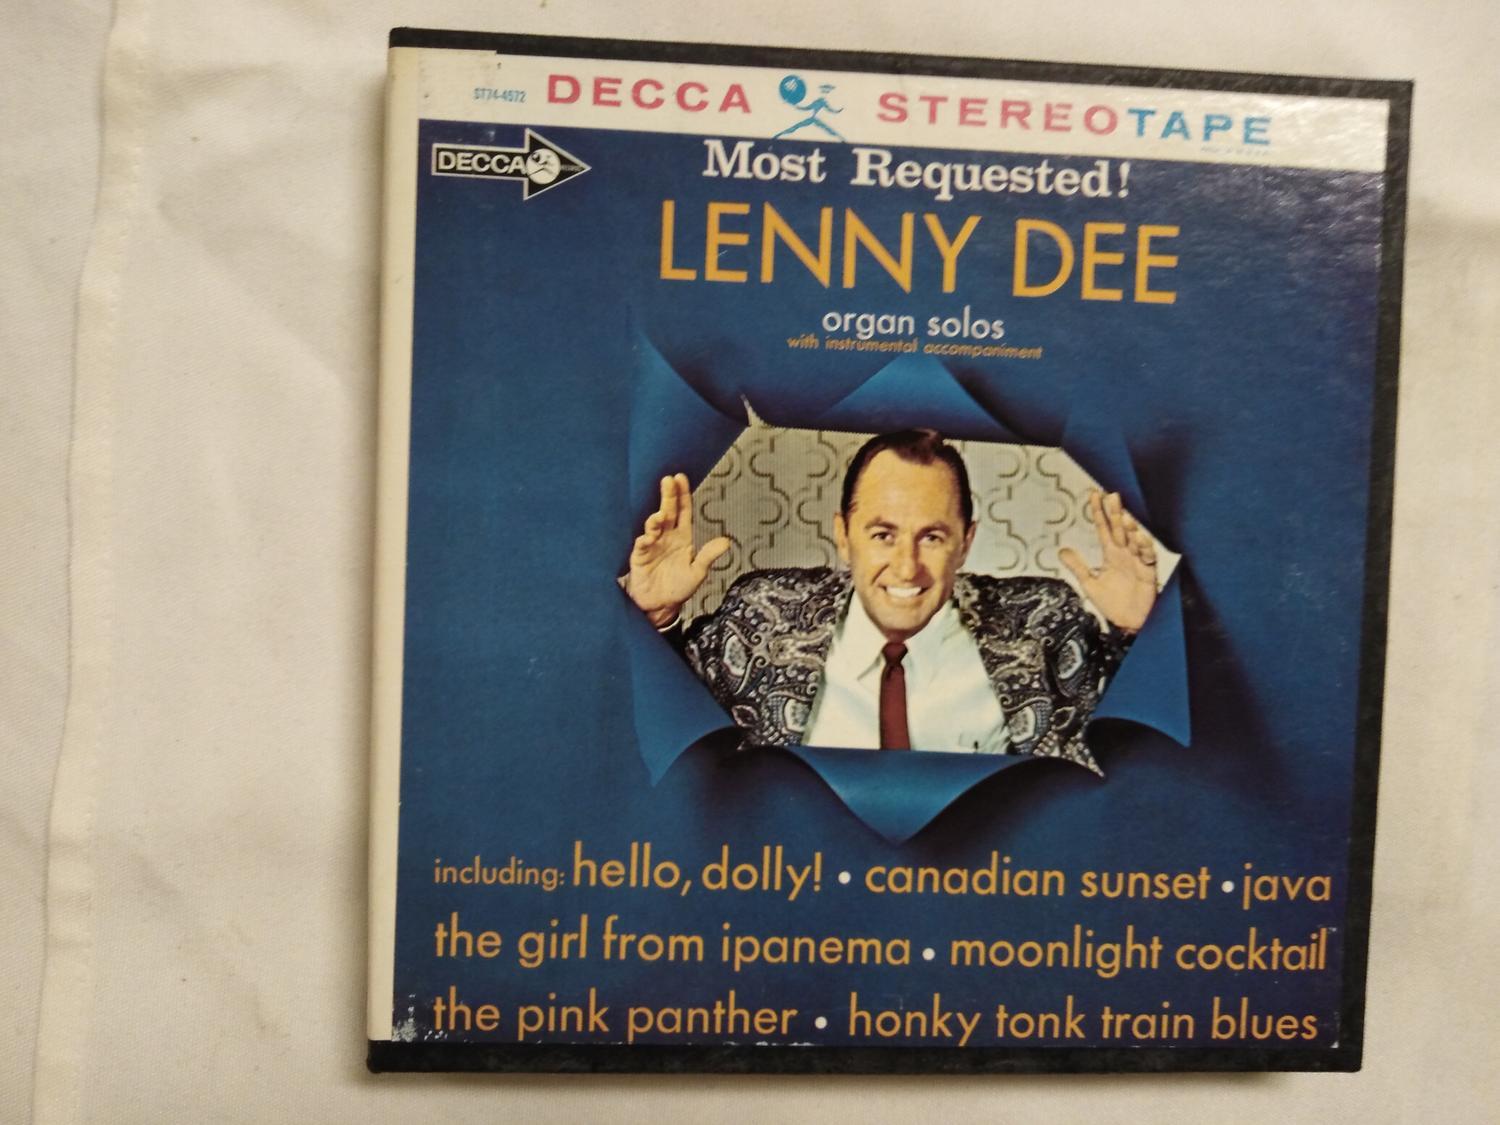 ST74-4572 DECCA STEREOTAPE
DECCA
Most Requested!
LENNY DEE
organ solos
with instrumental accompaniment
including: hello, dolly! • canadian sunset • java
the girl from ipanema • moonlight cocktail
the pink panther • honky tonk train blues